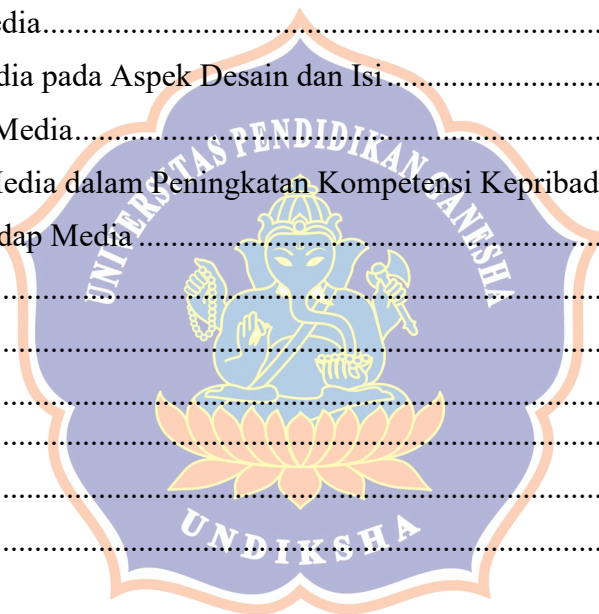 edia..........................................................................
dia pada Aspek Desain dan Isi..............................
Media......................................................................
UNIVERSITAS PENDIDIKAN GANESHA
Media dalam Peningkatan Kompetensi Kepribad
dap Media..............................................................
................................................................................
................................................................................
................................................................................
................................................................................
................................................................................
UNDIKSHA
................................................................................